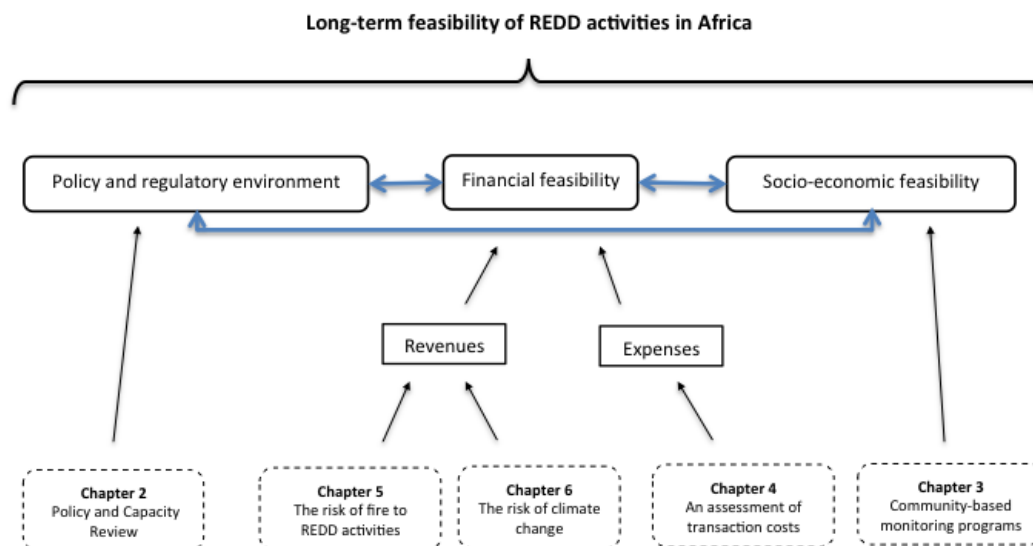 Long-term feasibility of REDD activities in Africa
Policy and regulatory environment
Financial feasibility
Socio-economic feasibility
Revenues
Expenses
Chapter 2
Policy and Capacity
Review
Chapter 5
The risk of fire to
REDD activities
Chapter 6
The risk of climate
change
Chapter 4
An assessment of
transaction costs
Chapter 3
Community-based
monitoring programs